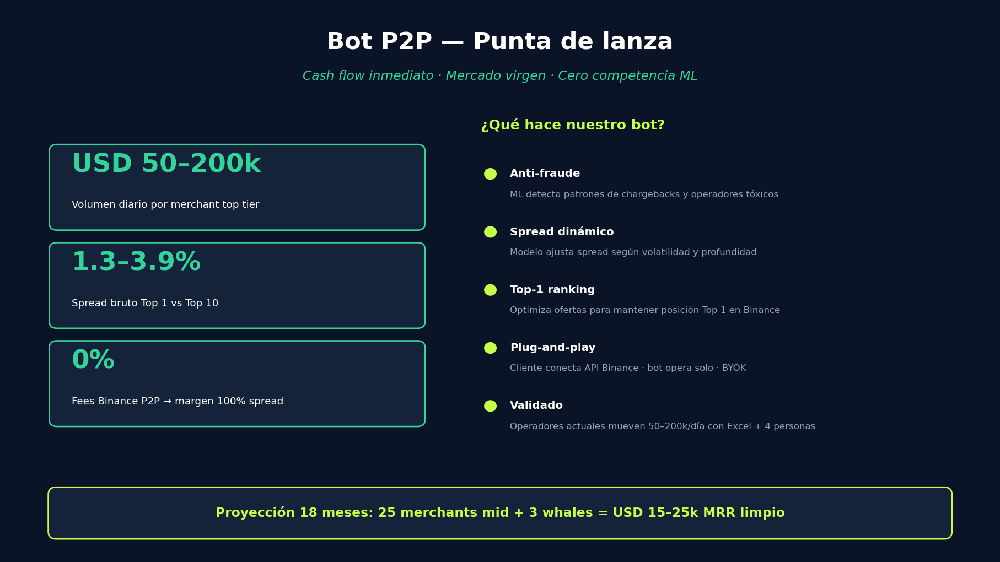 Bot P2P — Punta de lanza
Cash flow inmediato · Mercado virgen · Cero competencia ML
USD 50–200k
Volumen diario por merchant top tier
1.3–3.9%
Spread bruto Top 1 vs Top 10
0%
Fees Binance P2P → margen 100% spread
¿Qué hace nuestro bot?
Anti-fraude
ML detecta patrones de chargebacks y operadores tóxicos
Spread dinámico
Modelo ajusta spread según volatilidad y profundidad
Top-1 ranking
Optimiza ofertas para mantener posición Top 1 en Binance
Plug-and-play
Cliente conecta API Binance · bot opera solo · BYOK
Validado
Operadores actuales mueven 50–200k/día con Excel + 4 personas
Proyección 18 meses: 25 merchants mid + 3 whales = USD 15–25k MRR limpio